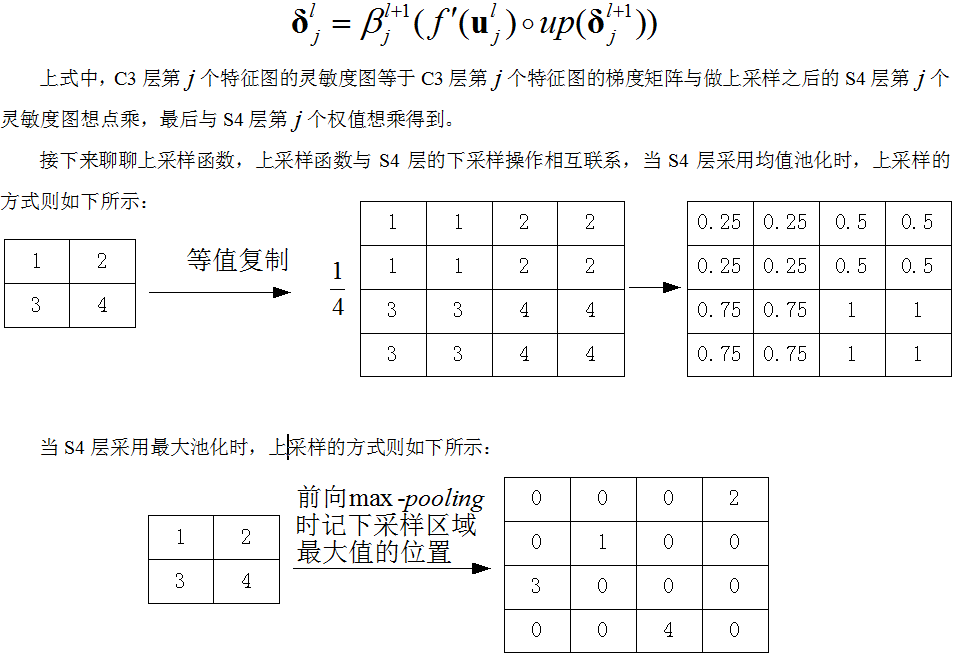 δ_j^l = β_j^{l+1}(f′(u_j^l)∘up(δ_j^{l+1}))
上式中，C3 层第 j 个特征图的灵敏度图等于 C3 层第 j 个特征图的梯度矩阵与做上采样之后的 S4 层第 j 个
灵敏度图想点乘，最后与 S4 层第 j 个权值想乘得到。
接下来聊聊上采样函数，上采样函数与 S4 层的下采样操作相互联系，当 S4 层采用均值池化时，上采样的
方式则如下所示：
1 2
3 4
等值复制
1/4
1 1 2 2
1 1 2 2
3 3 4 4
3 3 4 4
0.25 0.25 0.5 0.5
0.25 0.25 0.5 0.5
0.75 0.75 1 1
0.75 0.75 1 1
当 S4 层采用最大池化时，上采样的方式则如下所示：
1 2
3 4
前向max-pooling
时记下采样区域
最大值的位置
0 0 0 2
0 1 0 0
3 0 0 0
0 0 4 0